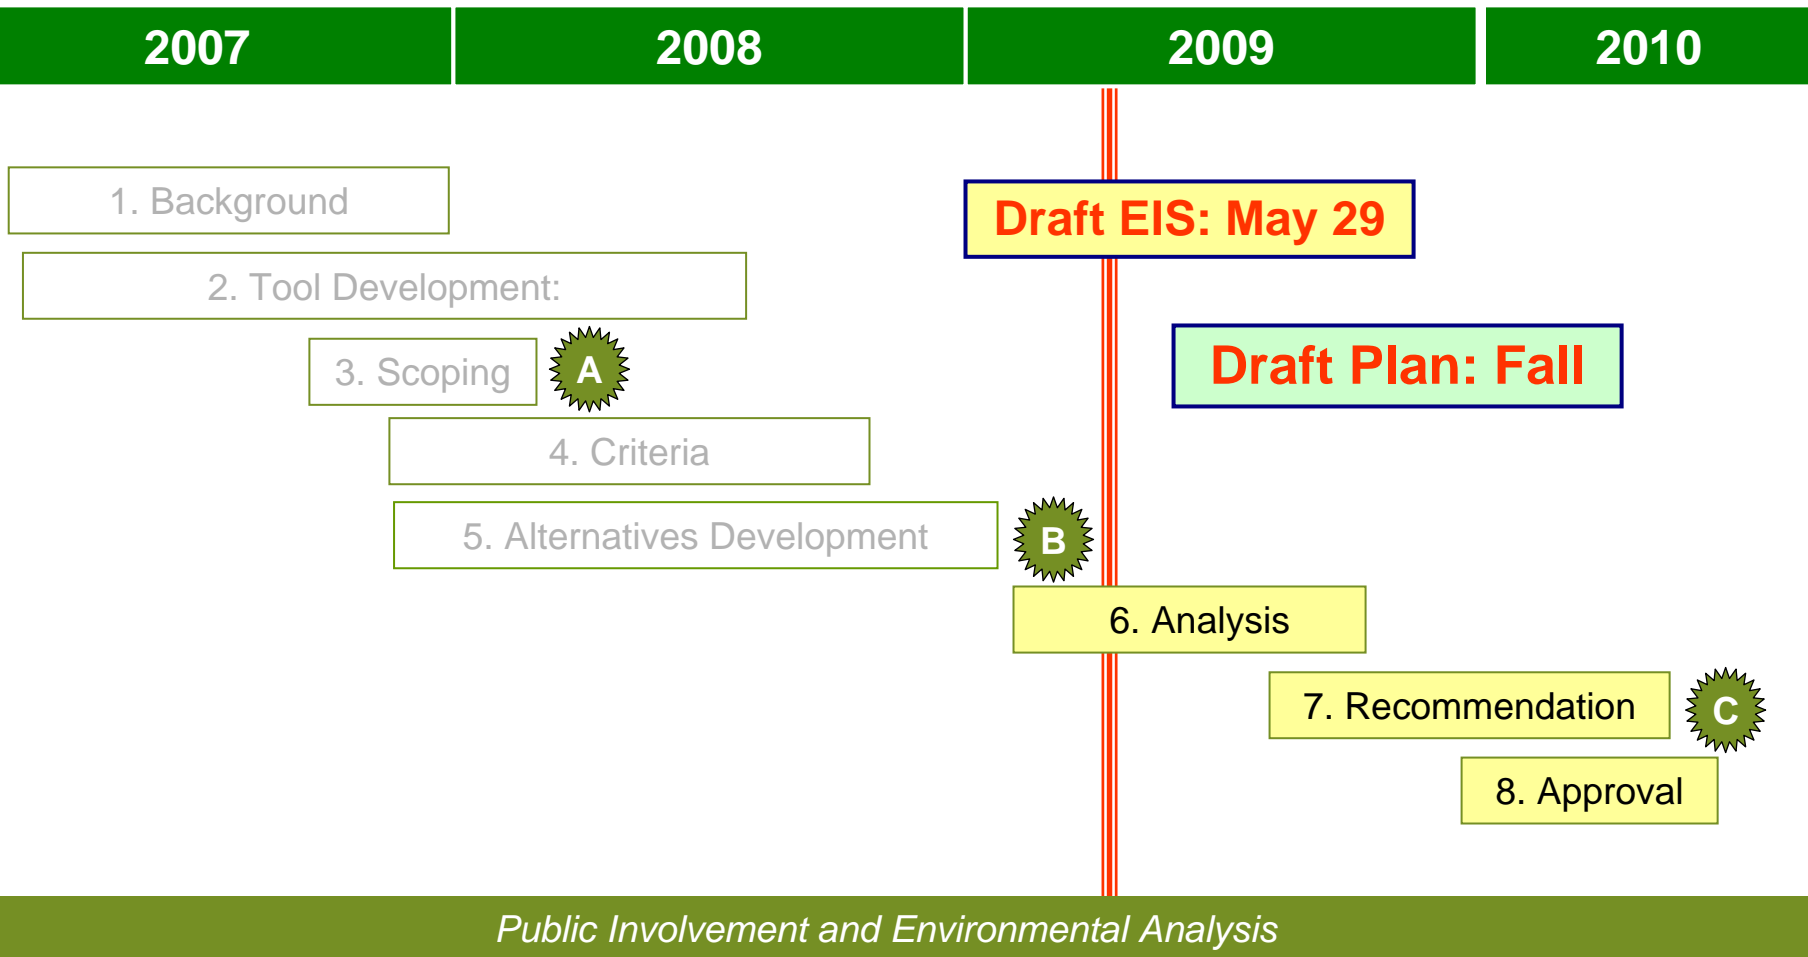 2007
2008
2009
2010
1. Background
Draft EIS: May 29
2. Tool Development:
3. Scoping
A
Draft Plan: Fall
4. Criteria
5. Alternatives Development
B
6. Analysis
7. Recommendation
C
8. Approval
Public Involvement and Environmental Analysis